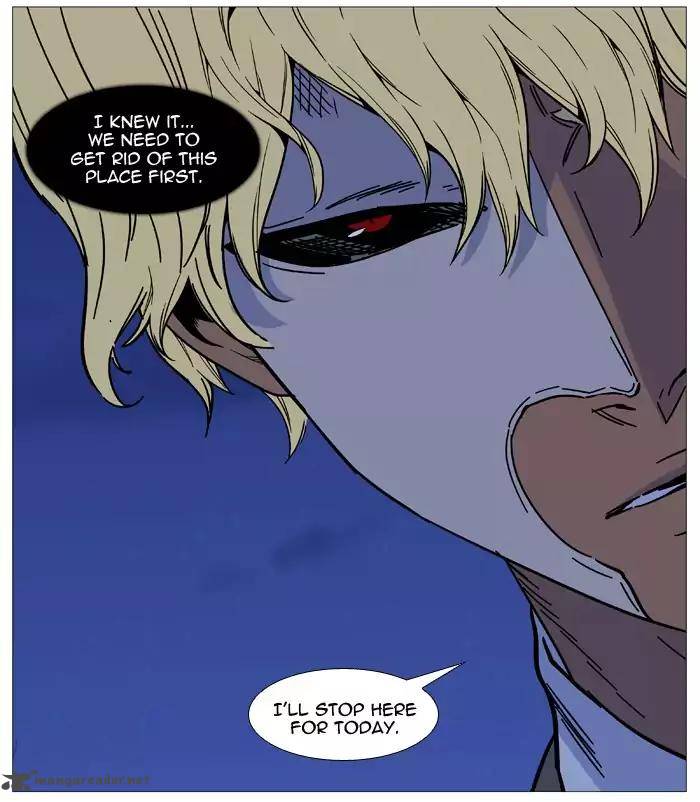 I KNEW IT...
WE NEED TO
GET RID OF THIS
PLACE FIRST.
I'LL STOP HERE
FOR TODAY.
mangareader.net